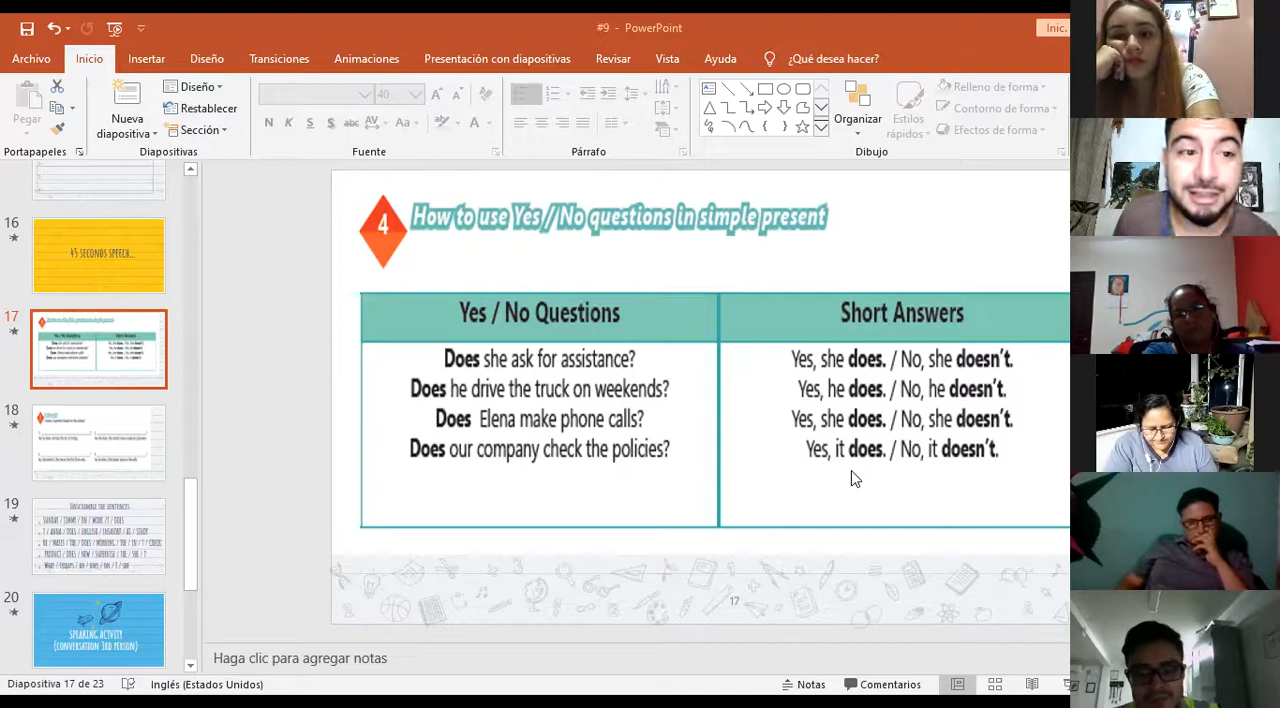 #9 - PowerPoint
Inic.
Archivo
Inicio
Insertar
Diseño
Transiciones
Animaciones
Presentación con diapositivas
Revisar
Vista
Ayuda
¿Qué desea hacer?
Pegar
Nueva
diapositiva
Diseño
Restablecer
Sección
40
N K S S abc AV Aa A
Organizar
Estilos
rápidos
Relleno de forma
Contorno de forma
Efectos de forma
Portapapeles
Diapositivas
Fuente
Párrafo
Dibujo
16
45 SECONDS SPEECH...
17
18
19
UNSCRAMBLE THE SENTENCES
20
SPEAKING ACTIVITY
(CONVERSATION 3RD PERSON)
4
How to use Yes / No questions in simple present
Yes / No Questions
Short Answers
Does she ask for assistance?
Yes, she does. / No, she doesn't.
Does he drive the truck on weekends?
Yes, he does. / No, he doesn't.
Does Elena make phone calls?
Yes, she does. / No, she doesn't.
Does our company check the policies?
Yes, it does. / No, it doesn't.
17
Haga clic para agregar notas
Diapositiva 17 de 23
Inglés (Estados Unidos)
Notas
Comentarios